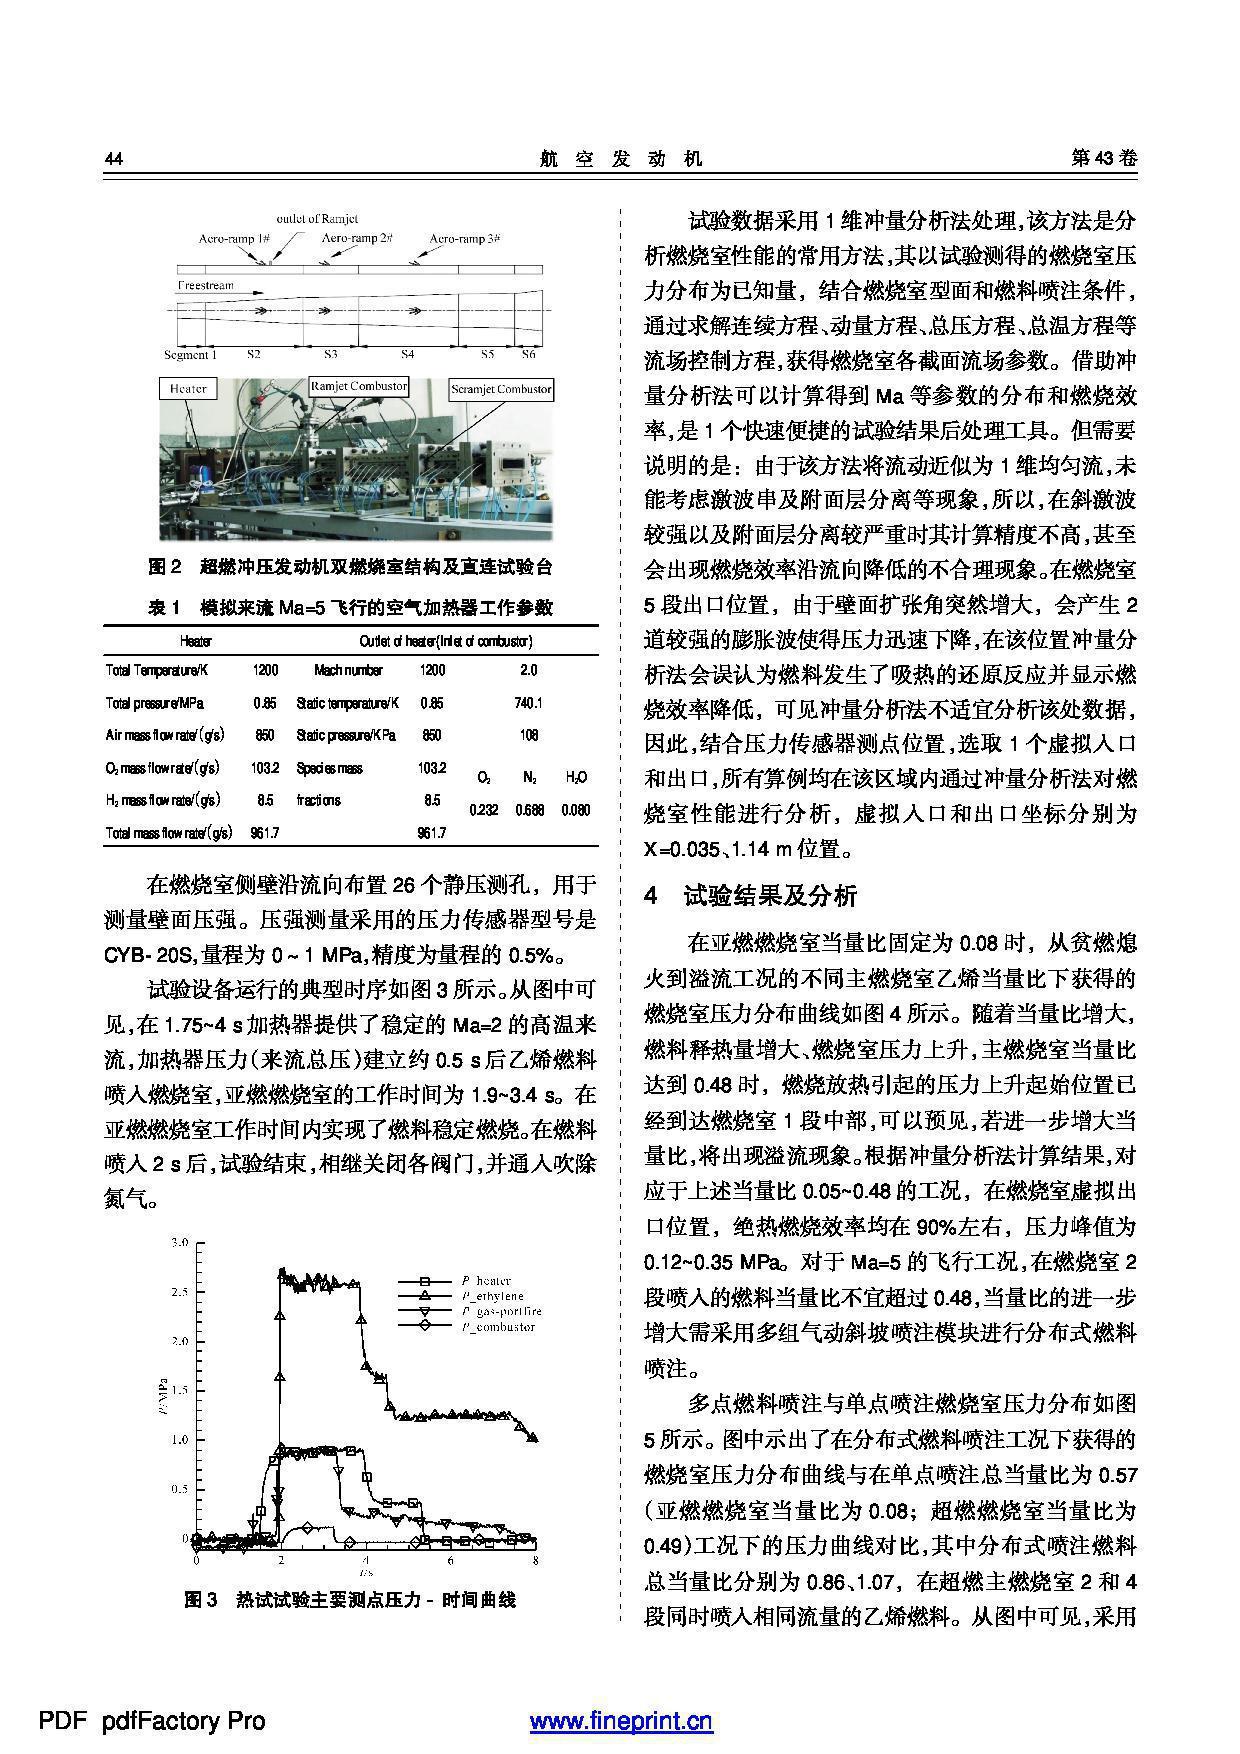 44
航 空 发 动 机
第 43 卷
outlet of Ramjet
Aero-ramp 1#
Aero-ramp 2#
Aero-ramp 3#
Freestream
Segment 1
S2
S3
S4
S5
S6
Heater
Ramjet Combustor
Scramjet Combustor
图 2 超燃冲压发动机双燃烧室结构及直连试验台
表 1 模拟来流 Ma=5 飞行的空气加热器工作参数
Heater Outlet of heater(Inlet of combustor)
Total Temperature/K 1200 Mach number 1200 2.0
Total pressure/MPa 0.85 Static temperature/K 0.85 740.1
Air mass flow rate/(g/s) 850 Static pressure/KPa 850 108
O₂ mass flow rate/(g/s) 103.2 Species mass 103.2 O₂ N₂ H₂O
H₂ mass flow rate/(g/s) 8.5 fractions 8.5 0.232 0.688 0.080
Total mass flow rate/(g/s) 961.7 961.7
在燃烧室侧壁沿流向布置 26 个静压测孔，用于
测量壁面压强。压强测量采用的压力传感器型号是
CYB- 20S,量程为 0 ~ 1 MPa,精度为量程的 0.5%。
试验设备运行的典型时序如图 3 所示。从图中可
见,在 1.75~4 s 加热器提供了稳定的 Ma=2 的高温来
流,加热器压力(来流总压)建立约 0.5 s 后乙烯燃料
喷入燃烧室,亚燃燃烧室的工作时间为 1.9~3.4 s。在
亚燃燃烧室工作时间内实现了燃料稳定燃烧。在燃料
喷入 2 s 后,试验结束,相继关闭各阀门,并通入吹除
氮气。
3.0
2.5
2.0
1.5
1.0
0.5
0
P/MPa
0
2
4
6
8
t/s
P_heater
P_ethylene
P_gas-portfire
P_combustor
图 3 热试试验主要测点压力 - 时间曲线
试验数据采用 1 维冲量分析法处理,该方法是分
析燃烧室性能的常用方法,其以试验测得的燃烧室压
力分布为已知量，结合燃烧室型面和燃料喷注条件，
通过求解连续方程、动量方程、总压方程、总温方程等
流场控制方程,获得燃烧室各截面流场参数。借助冲
量分析法可以计算得到 Ma 等参数的分布和燃烧效
率,是 1 个快速便捷的试验结果后处理工具。但需要
说明的是：由于该方法将流动近似为 1 维均匀流,未
能考虑激波串及附面层分离等现象,所以,在斜激波
较强以及附面层分离较严重时其计算精度不高,甚至
会出现燃烧效率沿流向降低的不合理现象。在燃烧室
5 段出口位置，由于壁面扩张角突然增大，会产生 2
道较强的膨胀波使得压力迅速下降,在该位置冲量分
析法会误认为燃料发生了吸热的还原反应并显示燃
烧效率降低，可见冲量分析法不适宜分析该处数据，
因此,结合压力传感器测点位置,选取 1 个虚拟入口
和出口,所有算例均在该区域内通过冲量分析法对燃
烧室性能进行分析，虚拟入口和出口坐标分别为
X=0.035、1.14 m 位置。
4 试验结果及分析
在亚燃燃烧室当量比固定为 0.08 时，从贫燃熄
火到溢流工况的不同主燃烧室乙烯当量比下获得的
燃烧室压力分布曲线如图 4 所示。随着当量比增大,
燃料释热量增大、燃烧室压力上升,主燃烧室当量比
达到 0.48 时，燃烧放热引起的压力上升起始位置已
经到达燃烧室 1 段中部,可以预见,若进一步增大当
量比,将出现溢流现象。根据冲量分析法计算结果,对
应于上述当量比 0.05~0.48 的工况，在燃烧室虚拟出
口位置，绝热燃烧效率均在 90%左右，压力峰值为
0.12~0.35 MPa。对于 Ma=5 的飞行工况,在燃烧室 2
段喷入的燃料当量比不宜超过 0.48,当量比的进一步
增大需采用多组气动斜坡喷注模块进行分布式燃料
喷注。
多点燃料喷注与单点喷注燃烧室压力分布如图
5 所示。图中示出了在分布式燃料喷注工况下获得的
燃烧室压力分布曲线与在单点喷注总当量比为 0.57
(亚燃燃烧室当量比为 0.08；超燃燃烧室当量比为
0.49)工况下的压力曲线对比,其中分布式喷注燃料
总当量比分别为 0.86、1.07，在超燃主燃烧室 2 和 4
段同时喷入相同流量的乙烯燃料。从图中可见,采用
PDF pdfFactory Pro
www.fineprint.cn